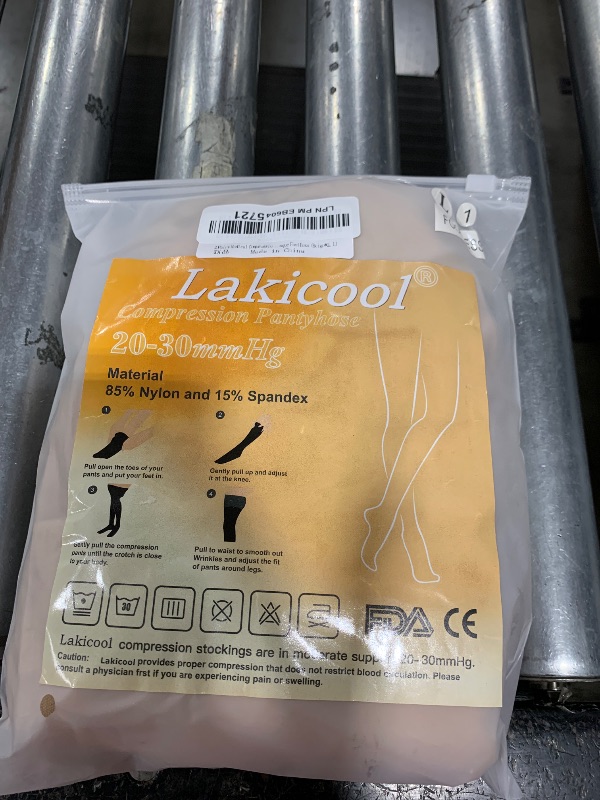 LPN PM EB6045721
Made in China
1
Lakicool®
Compression Pantyhose
20-30mmHg
Material
85% Nylon and 15% Spandex
1
2
Pull open the toes of your
pants and put your feet in.
Gently pull up and adjust
it at the knee.
3
4
Gently pull the compression
pants until the crotch is close
to your body.
Pull to waist to smooth out
Wrinkles and adjust the fit
of pants around legs.
30
FDA CE
Lakicool compression stockings are in moderate support 20-30mmHg.
Caution: Lakicool provides proper compression that does not restrict blood circulation. Please
consult a physician frst if you are experiencing pain or swelling.